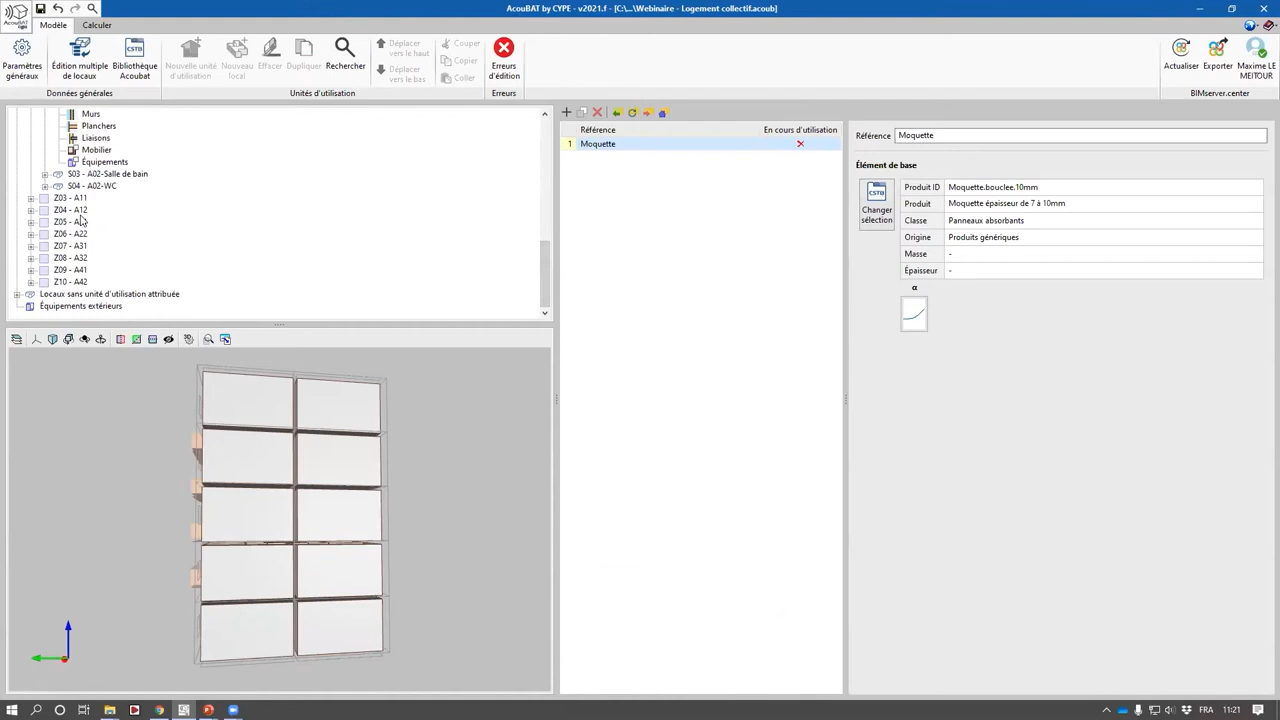 AcouBAT by CYPE - v2021.f - [C:\...\Webinaire - Logement collectif.acoub]
AcouBAT
Modèle
Calculer
Paramètres généraux
Édition multiple de locaux
Bibliothèque Acoubat
Nouvelle unité d'utilisation
Nouveau local
Effacer
Dupliquer
Rechercher
Déplacer vers le haut
Déplacer vers le bas
Couper
Copier
Coller
Erreurs d'édition
Actualiser
Exporter
Maxime LE MEITOUR
Données générales
Unités d'utilisation
Erreurs
BIMserver.center
Murs
Planchers
Liaisons
Mobilier
Équipements
S03 - A02-Salle de bain
S04 - A02-WC
Z03 - A11
Z04 - A12
Z05 -
Z06 - A22
Z07 - A31
Z08 - A32
Z09 - A41
Z10 - A42
Locaux sans unité d'utilisation attribuée
Équipements extérieurs
Référence
En cours d'utilisation
1
Moquette
Référence
Moquette
Élément de base
CSTB
Changer sélection
Produit ID
Moquette.bouclee.10mm
Produit
Moquette épaisseur de 7 à 10mm
Classe
Panneaux absorbants
Origine
Produits génériques
Masse
-
Épaisseur
-
α
FRA
11:21